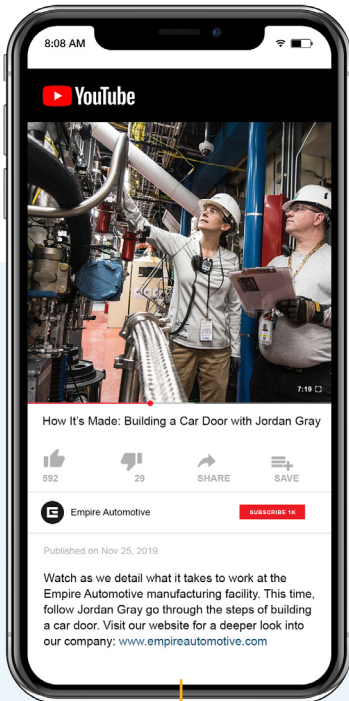 8:08 AM
YouTube
7:19
How It's Made: Building a Car Door with Jordan Gray
592
29
SHARE
SAVE
Empire Automotive
SUBSCRIBE 1K
Published on Nov 25, 2019
Watch as we detail what it takes to work at the
Empire Automotive manufacturing facility. This time,
follow Jordan Gray go through the steps of building
a car door. Visit our website for a deeper look into
our company: www.empireautomotive.com